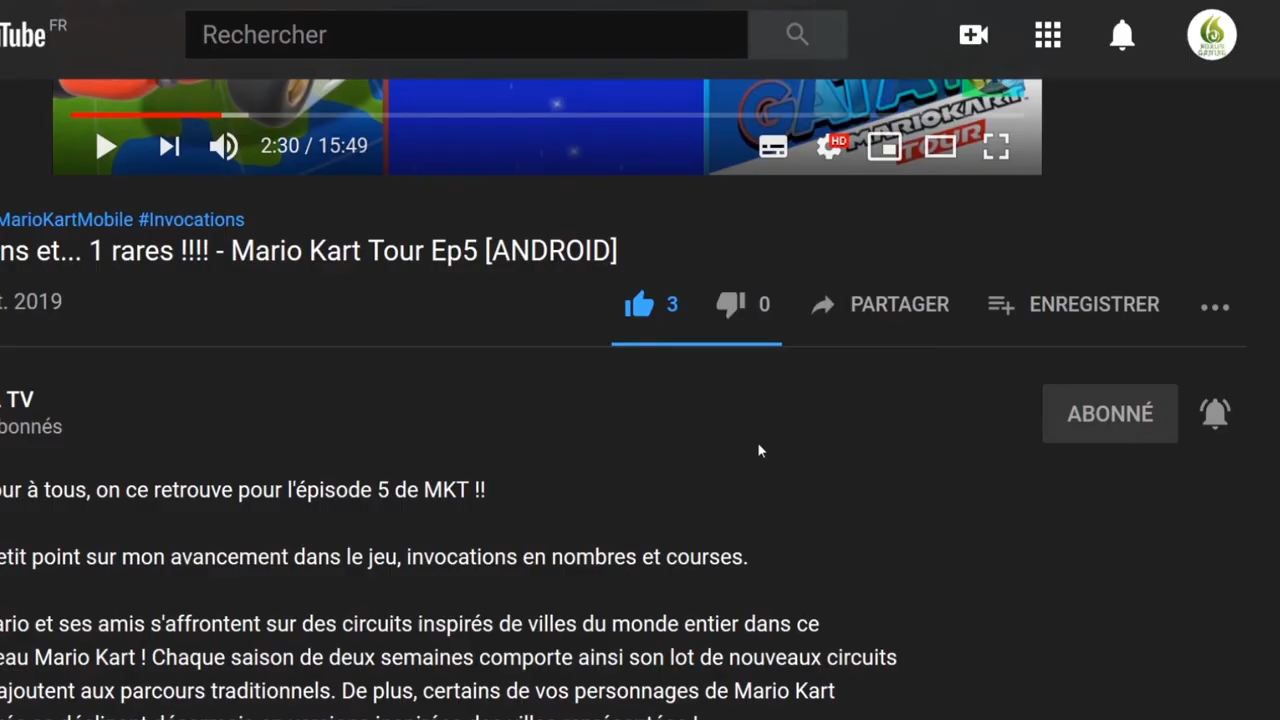 Tube FR
Rechercher
MARIOKART
TOUR
2:30 / 15:49
HD
MarioKartMobile #Invocations
ns et... 1 rares !!!! - Mario Kart Tour Ep5 [ANDROID]
t. 2019
3
0
PARTAGER
ENREGISTRER
TV
bonnés
ABONNÉ
ur à tous, on ce retrouve pour l'épisode 5 de MKT !!
etit point sur mon avancement dans le jeu, invocations en nombres et courses.
ario et ses amis s'affrontent sur des circuits inspirés de villes du monde entier dans ce
eau Mario Kart ! Chaque saison de deux semaines comporte ainsi son lot de nouveaux circuits
ajoutent aux parcours traditionnels. De plus, certains de vos personnages de Mario Kart